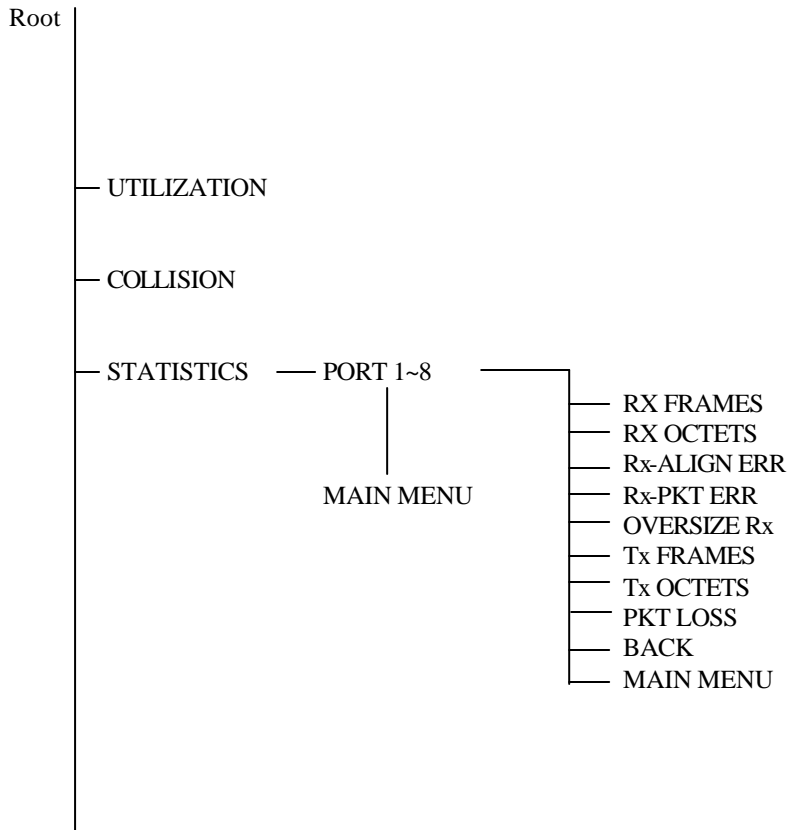 Root
UTILIZATION
COLLISION
STATISTICS
PORT 1~8
MAIN MENU
RX FRAMES
RX OCTETS
Rx-ALIGN ERR
Rx-PKT ERR
OVERSIZE Rx
Tx FRAMES
Tx OCTETS
PKT LOSS
BACK
MAIN MENU